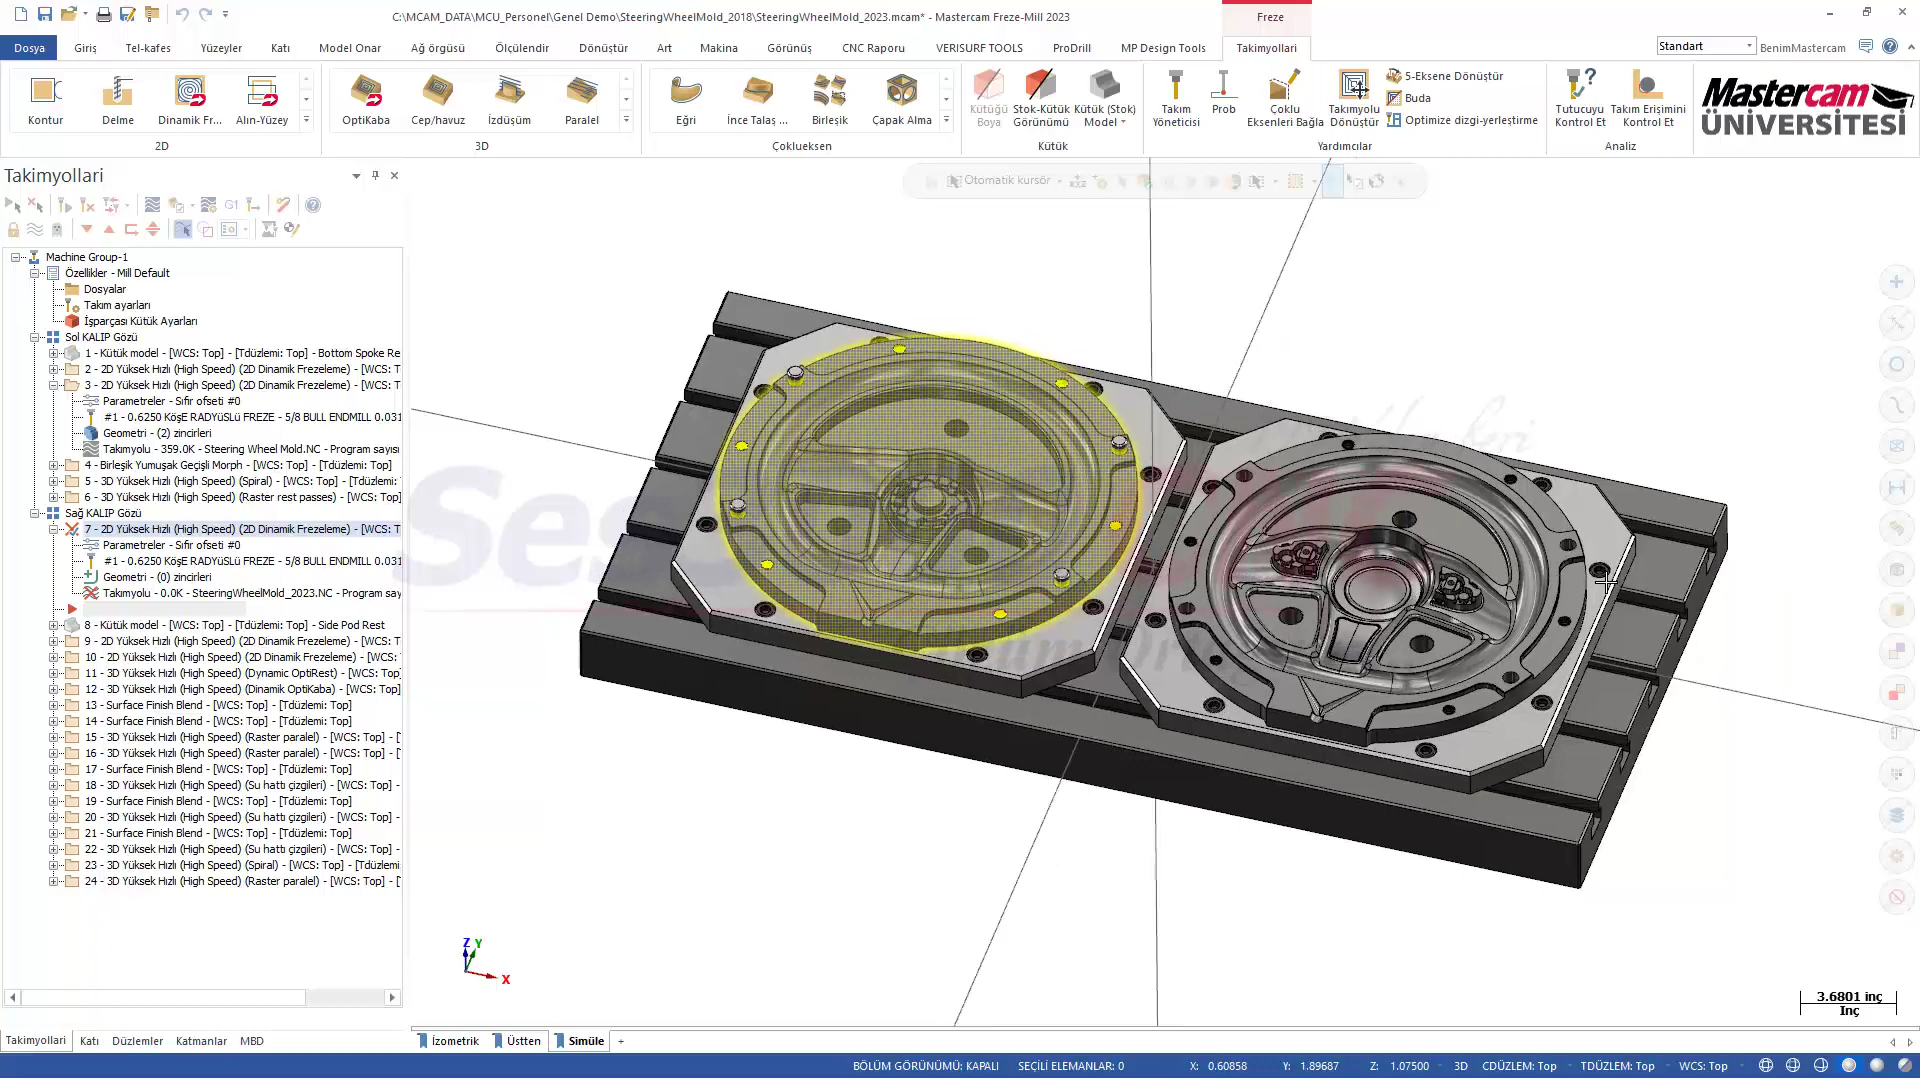 C:\MCAM_DATA\MCU_Personel\Genel Demo\SteeringWheelMold_2018\SteeringWheelMold_2023.mcam* - Mastercam Freze-Mill 2023
Freze
Dosya Giriş Tel-kafes Yüzeyler Katı Model Onar Ağ örgüsü Ölçülendir Dönüştür Art Makina Görünüş CNC Raporu VERISURF TOOLS ProDrill MP Design Tools Takimyollari
Standart BenimMastercam
Kontur Delme Dinamik Fr... Alın-Yüzey
2D
OptiKaba Cep/havuz İzdüşüm Paralel
3D
Eğri İnce Talaş ... Birleşik Çapak Alma
Çoklueksen
Kütüğü Boya
Stok-Kütük Görünümü
Kütük (Stok) Model
Kütük
Takım Yöneticisi
Prob
Çoklu Eksenleri Bağla
Takımyolu Dönüştür
5-Eksene Dönüştür
Buda
Optimize dizgi-yerleştirme
Yardımcılar
Tutucuyu Kontrol Et
Takım Erişimini Kontrol Et
Analiz
Mastercam
ÜNİVERSİTESİ
Takimyollari
G1
Otomatik kursör
Machine Group-1
Özellikler - Mill Default
Dosyalar
Takım ayarları
İşparçası Kütük Ayarları
Sol KALIP Gözü
1 - Kütük model - [WCS: Top] - [Tdüzlemi: Top] - Bottom Spoke Re
2 - 2D Yüksek Hızlı (High Speed) (2D Dinamik Frezeleme) - [WCS: T
3 - 2D Yüksek Hızlı (High Speed) (2D Dinamik Frezeleme) - [WCS: T
Parametreler - Sıfır ofseti #0
#1 - 0.6250 KöşE RADYüSLü FREZE - 5/8 BULL ENDMILL 0.031
Geometri - (2) zincirleri
Takımyolu - 359.0K - Steering Wheel Mold.NC - Program sayısı
4 - Birleşik Yumuşak Geçişli Morph - [WCS: Top] - [Tdüzlemi: Top]
5 - 3D Yüksek Hızlı (High Speed) (Spiral) - [WCS: Top] - [Tdüzlemi: T
6 - 3D Yüksek Hızlı (High Speed) (Raster rest passes) - [WCS: Top]
Sağ KALIP Gözü
7 - 2D Yüksek Hızlı (High Speed) (2D Dinamik Frezeleme) - [WCS: T
Parametreler - Sıfır ofseti #0
#1 - 0.6250 KöşE RADYüSLü FREZE - 5/8 BULL ENDMILL 0.031
Geometri - (0) zincirleri
Takımyolu - 0.0K - SteeringWheelMold_2023.NC - Program say
8 - Kütük model - [WCS: Top] - [Tdüzlemi: Top] - Side Pod Rest
9 - 2D Yüksek Hızlı (High Speed) (2D Dinamik Frezeleme) - [WCS: T
10 - 2D Yüksek Hızlı (High Speed) (2D Dinamik Frezeleme) - [WCS:
11 - 3D Yüksek Hızlı (High Speed) (Dynamic OptiRest) - [WCS: Top]
12 - 3D Yüksek Hızlı (High Speed) (Dinamik OptiKaba) - [WCS: Top]
13 - Surface Finish Blend - [WCS: Top] - [Tdüzlemi: Top]
14 - Surface Finish Blend - [WCS: Top] - [Tdüzlemi: Top]
15 - 3D Yüksek Hızlı (High Speed) (Raster paralel) - [WCS: Top] - [
16 - 3D Yüksek Hızlı (High Speed) (Raster paralel) - [WCS: Top] - [
17 - Surface Finish Blend - [WCS: Top] - [Tdüzlemi: Top]
18 - 3D Yüksek Hızlı (High Speed) (Su hattı çizgileri) - [WCS: Top] -
19 - Surface Finish Blend - [WCS: Top] - [Tdüzlemi: Top]
20 - 3D Yüksek Hızlı (High Speed) (Su hattı çizgileri) - [WCS: Top] -
21 - Surface Finish Blend - [WCS: Top] - [Tdüzlemi: Top]
22 - 3D Yüksek Hızlı (High Speed) (Su hattı çizgileri) - [WCS: Top] -
23 - 3D Yüksek Hızlı (High Speed) (Spiral) - [WCS: Top] - [Tdüzlemi
24 - 3D Yüksek Hızlı (High Speed) (Raster paralel) - [WCS: Top] - [
Z Y
X
3.6801 inç
İnç
Takimyollari Katı Düzlemler Katmanlar MBD
İzometrik Üstten Simüle +
BÖLÜM GÖRÜNÜMÜ: KAPALI SEÇİLİ ELEMANLAR: 0 X: 0.60858 Y: 1.89687 Z: 1.07500 3D CDÜZLEM: Top TDÜZLEM: Top WCS: Top